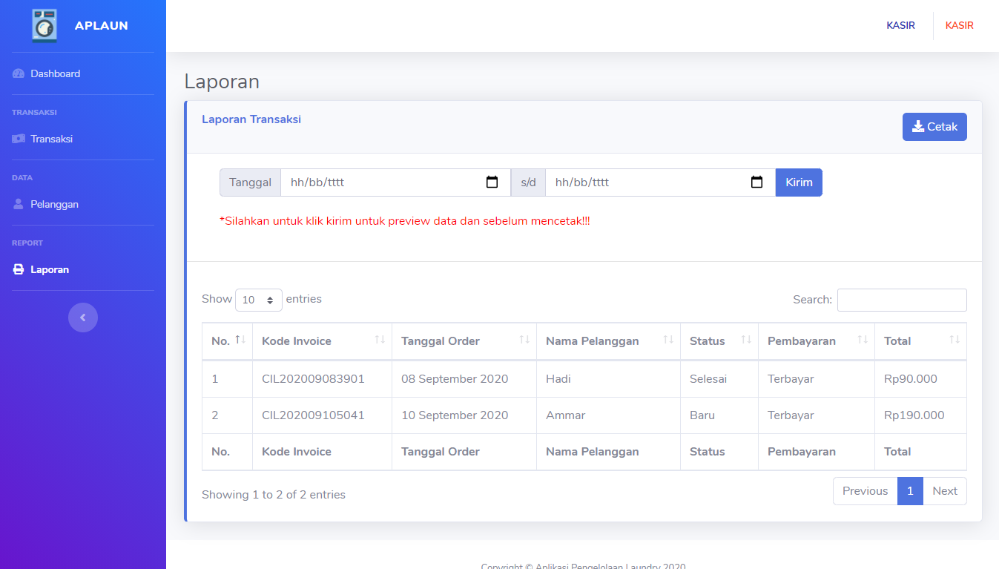 APLAUN
KASIR
KASIR
Dashboard
TRANSAKSI
Transaksi
DATA
Pelanggan
REPORT
Laporan
Laporan
Laporan Transaksi
Cetak
Tanggal hh/bb/tttt s/d hh/bb/tttt Kirim
*Silahkan untuk klik kirim untuk preview data dan sebelum mencetak!!!
Show 10 entries
Search:
No. Kode Invoice Tanggal Order Nama Pelanggan Status Pembayaran Total
1 CIL202009083901 08 September 2020 Hadi Selesai Terbayar Rp90.000
2 CIL202009105041 10 September 2020 Ammar Baru Terbayar Rp190.000
No. Kode Invoice Tanggal Order Nama Pelanggan Status Pembayaran Total
Showing 1 to 2 of 2 entries
Previous 1 Next
Copyright © Aplikasi Pengelolaan Laundry 2020